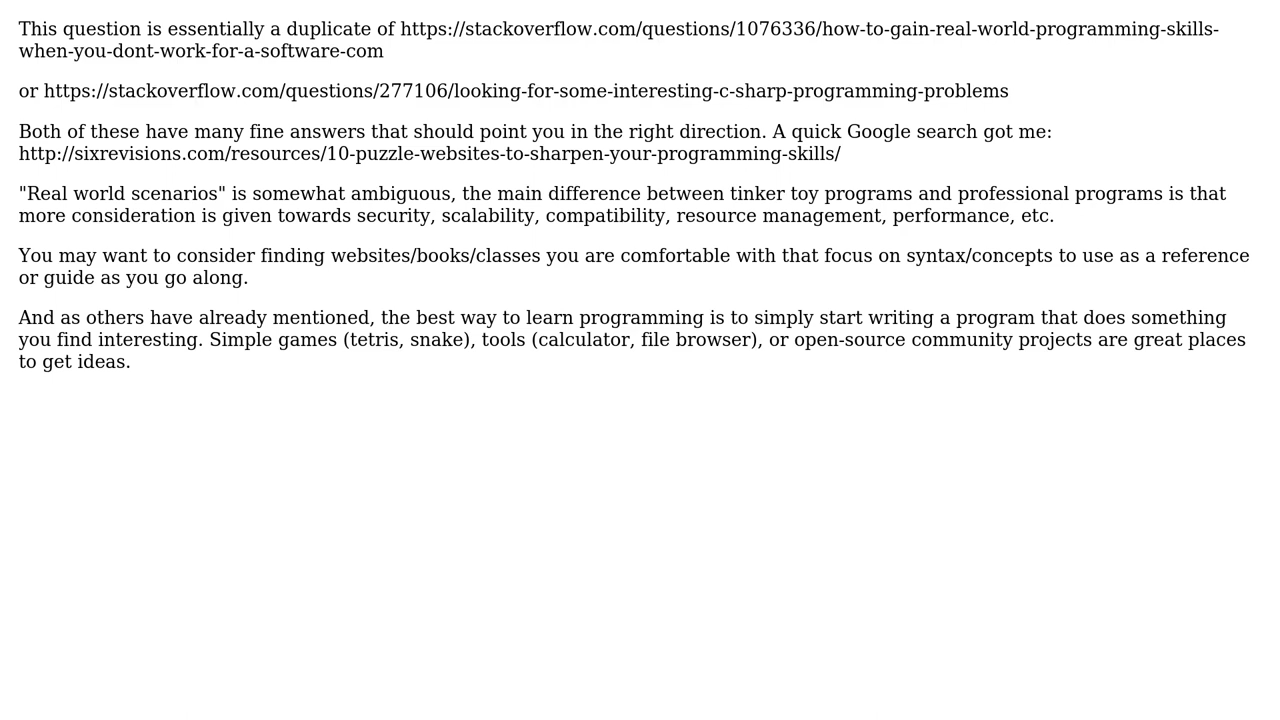 This question is essentially a duplicate of https://stackoverflow.com/questions/1076336/how-to-gain-real-world-programming-skills-
when-you-dont-work-for-a-software-com
or https://stackoverflow.com/questions/277106/looking-for-some-interesting-c-sharp-programming-problems
Both of these have many fine answers that should point you in the right direction. A quick Google search got me:
http://sixrevisions.com/resources/10-puzzle-websites-to-sharpen-your-programming-skills/
"Real world scenarios" is somewhat ambiguous, the main difference between tinker toy programs and professional programs is that
more consideration is given towards security, scalability, compatibility, resource management, performance, etc.
You may want to consider finding websites/books/classes you are comfortable with that focus on syntax/concepts to use as a reference
or guide as you go along.
And as others have already mentioned, the best way to learn programming is to simply start writing a program that does something
you find interesting. Simple games (tetris, snake), tools (calculator, file browser), or open-source community projects are great places
to get ideas.